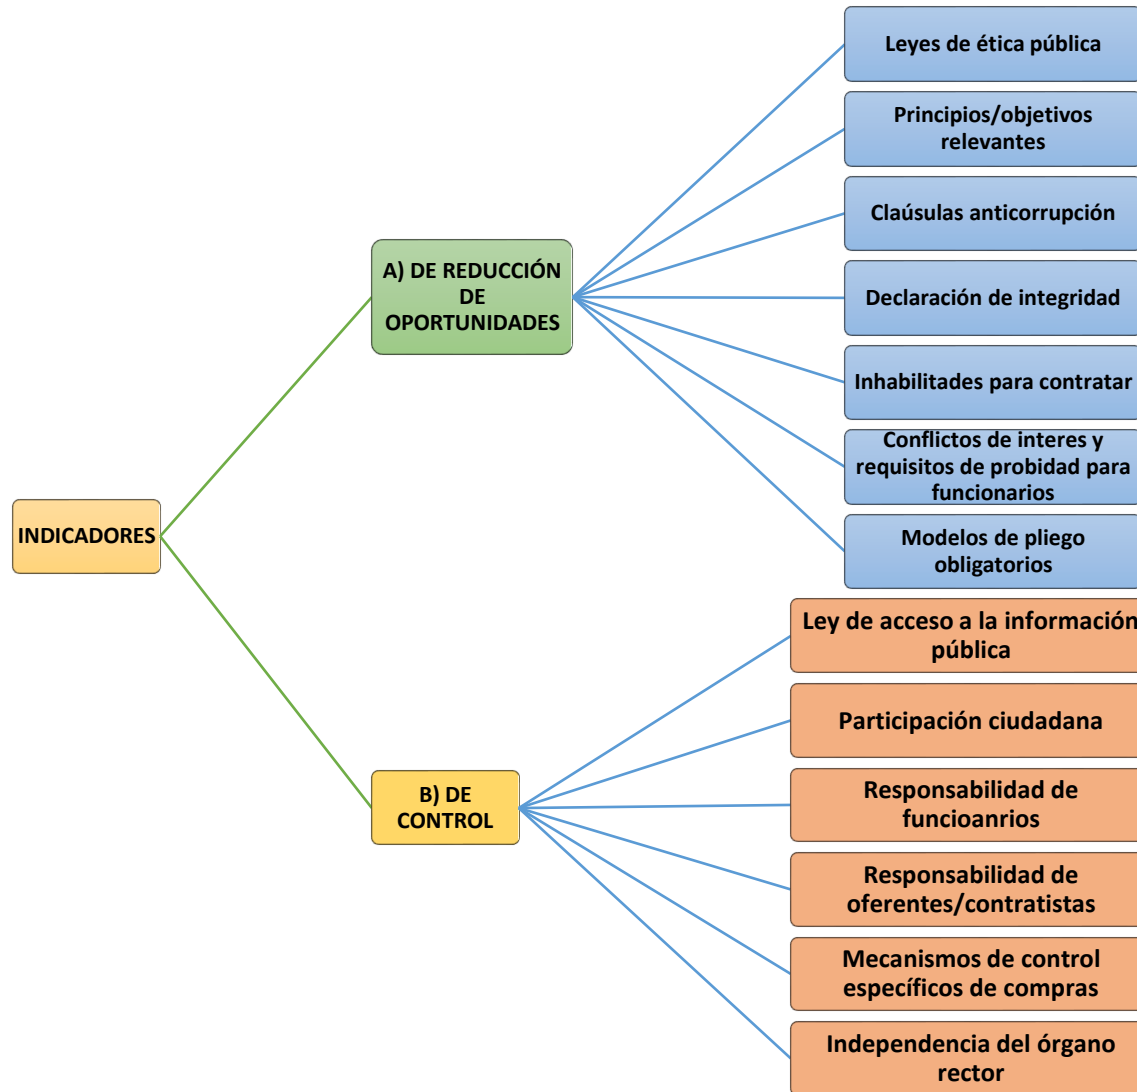 Leyes de ética pública
Principios/objetivos
relevantes
Claúsulas anticorrupción
A) DE REDUCCIÓN
DE
OPORTUNIDADES
Declaración de integridad
Inhabilitades para contratar
Conflictos de interes y
requisitos de probidad para
funcionarios
INDICADORES
Modelos de pliego
obligatorios
Ley de acceso a la información
pública
Participación ciudadana
B) DE
CONTROL
Responsabilidad de
funcioanrios
Responsabilidad de
oferentes/contratistas
Mecanismos de control
específicos de compras
Independencia del órgano
rector